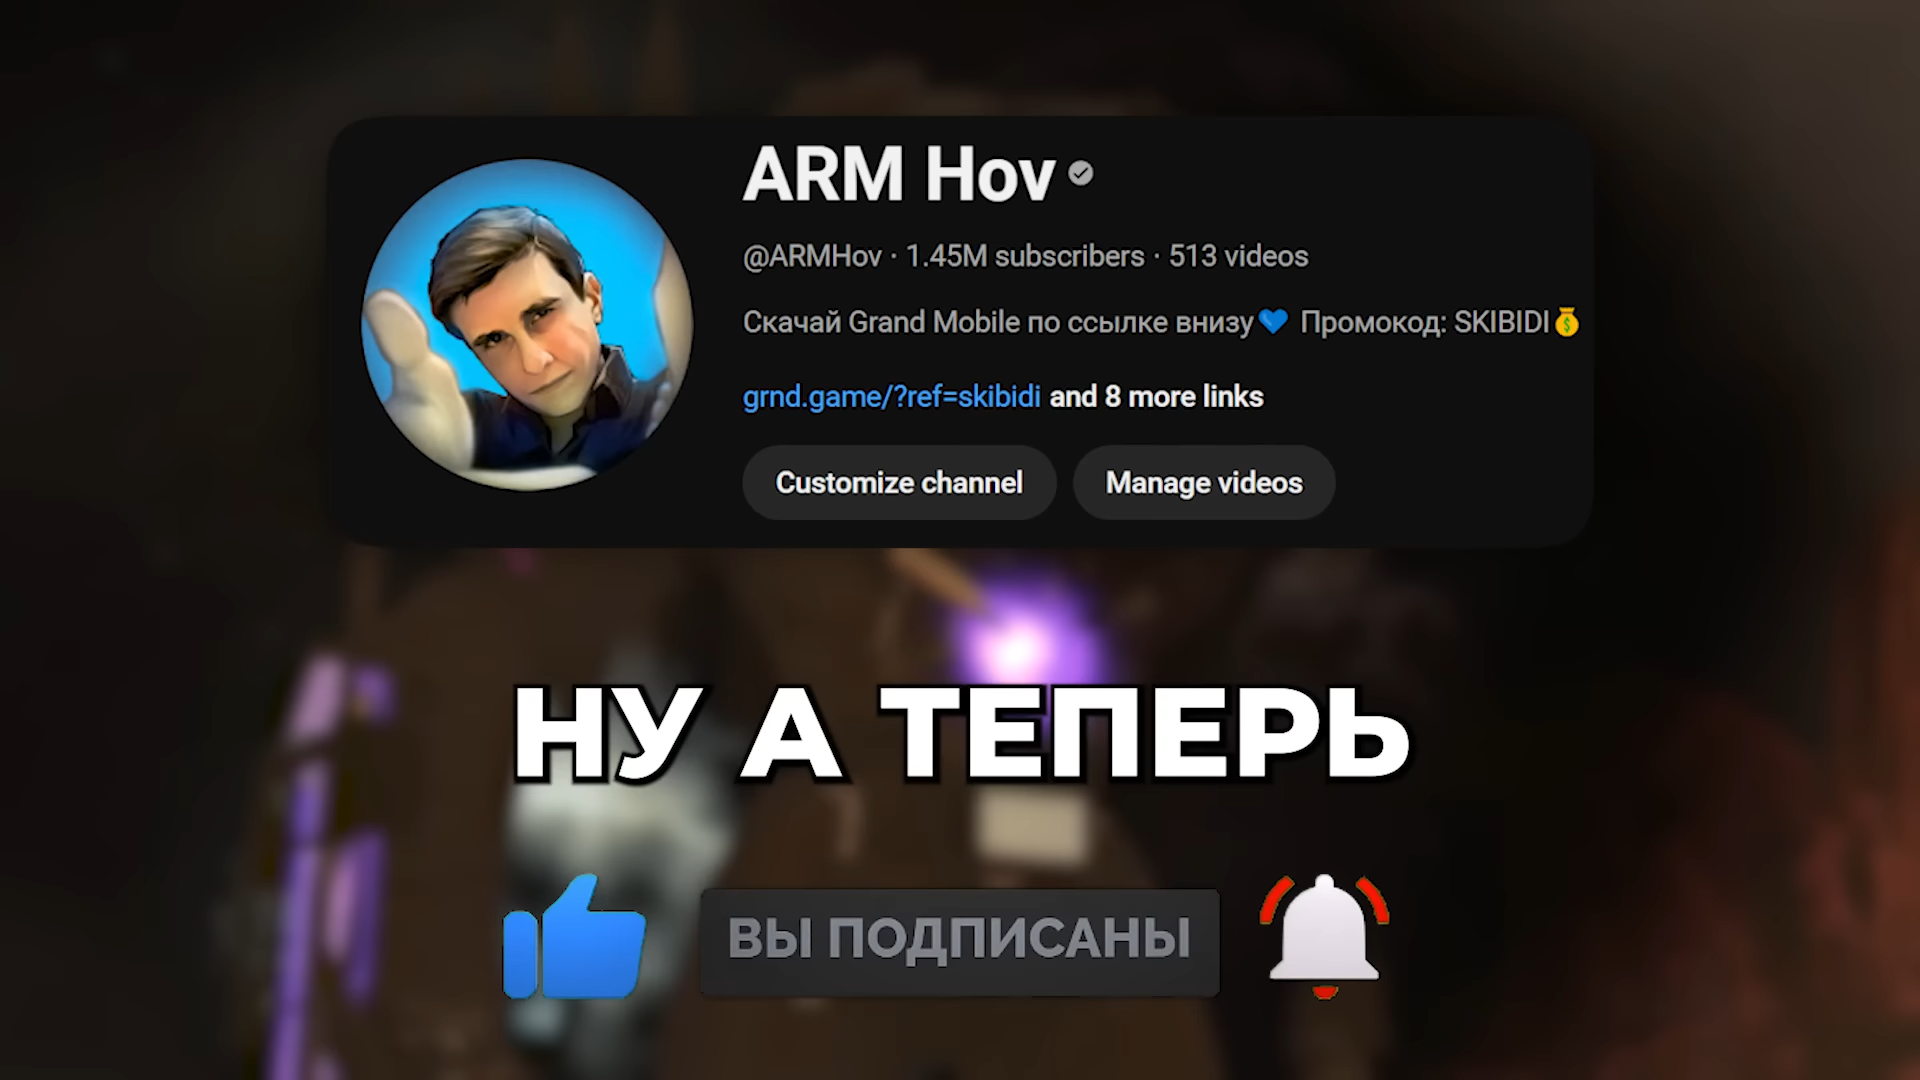 ARM Hov
@ARMHov · 1.45M subscribers · 513 videos
Скачай Grand Mobile по ссылке внизу💙 Промокод: SKIBIDI💰
grnd.game/?ref=skibidi and 8 more links
Customize channel Manage videos
НУ А ТЕПЕРЬ
ВЫ ПОДПИСАНЫ